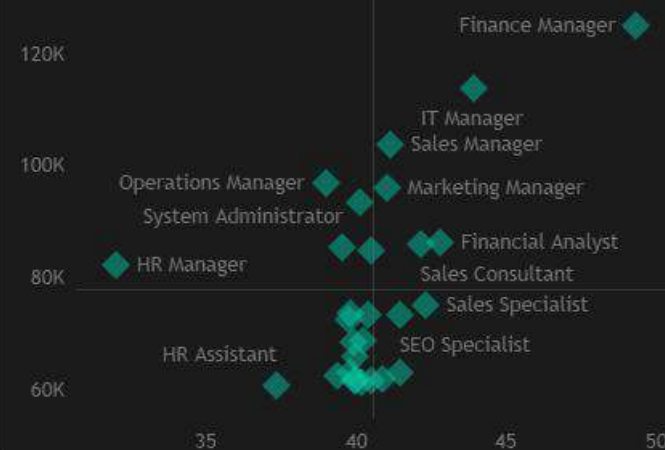 Finance Manager
120K
IT Manager
Sales Manager
100K
Operations Manager
Marketing Manager
System Administrator
Financial Analyst
HR Manager
Sales Consultant
80K
Sales Specialist
SEO Specialist
HR Assistant
60K
35
40
45
50